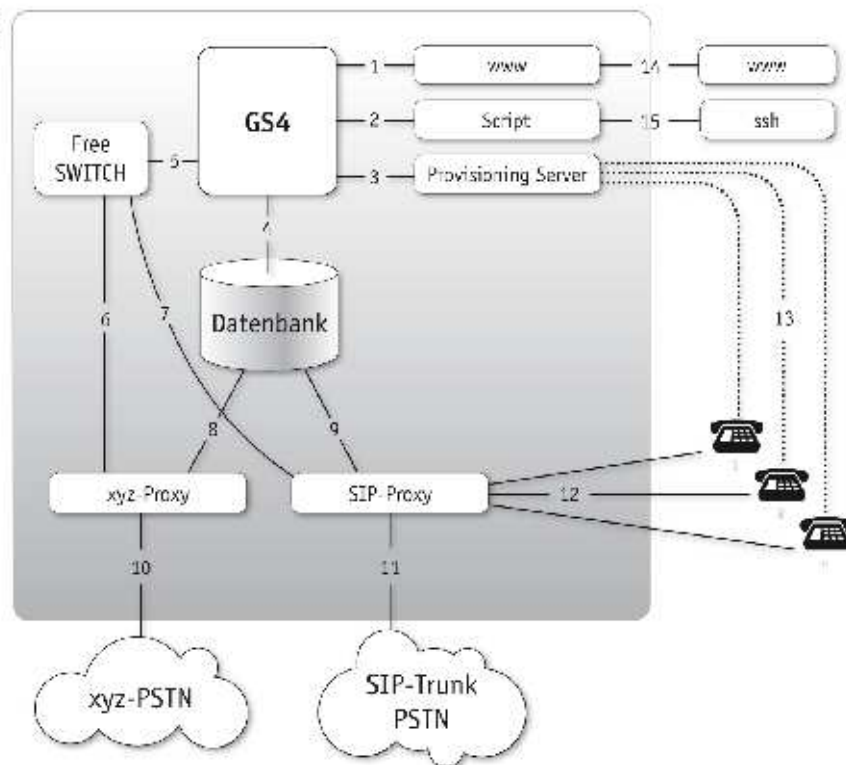 1
www
14
www
GS4
2
Script
15
ssh
Free
SWITCH
5
3
Provisioning Server
4
6
7
Datenbank
13
8
9
xyz-Proxy
SIP-Proxy
12
10
11
xyz-PSTN
SIP-Trunk
PSTN